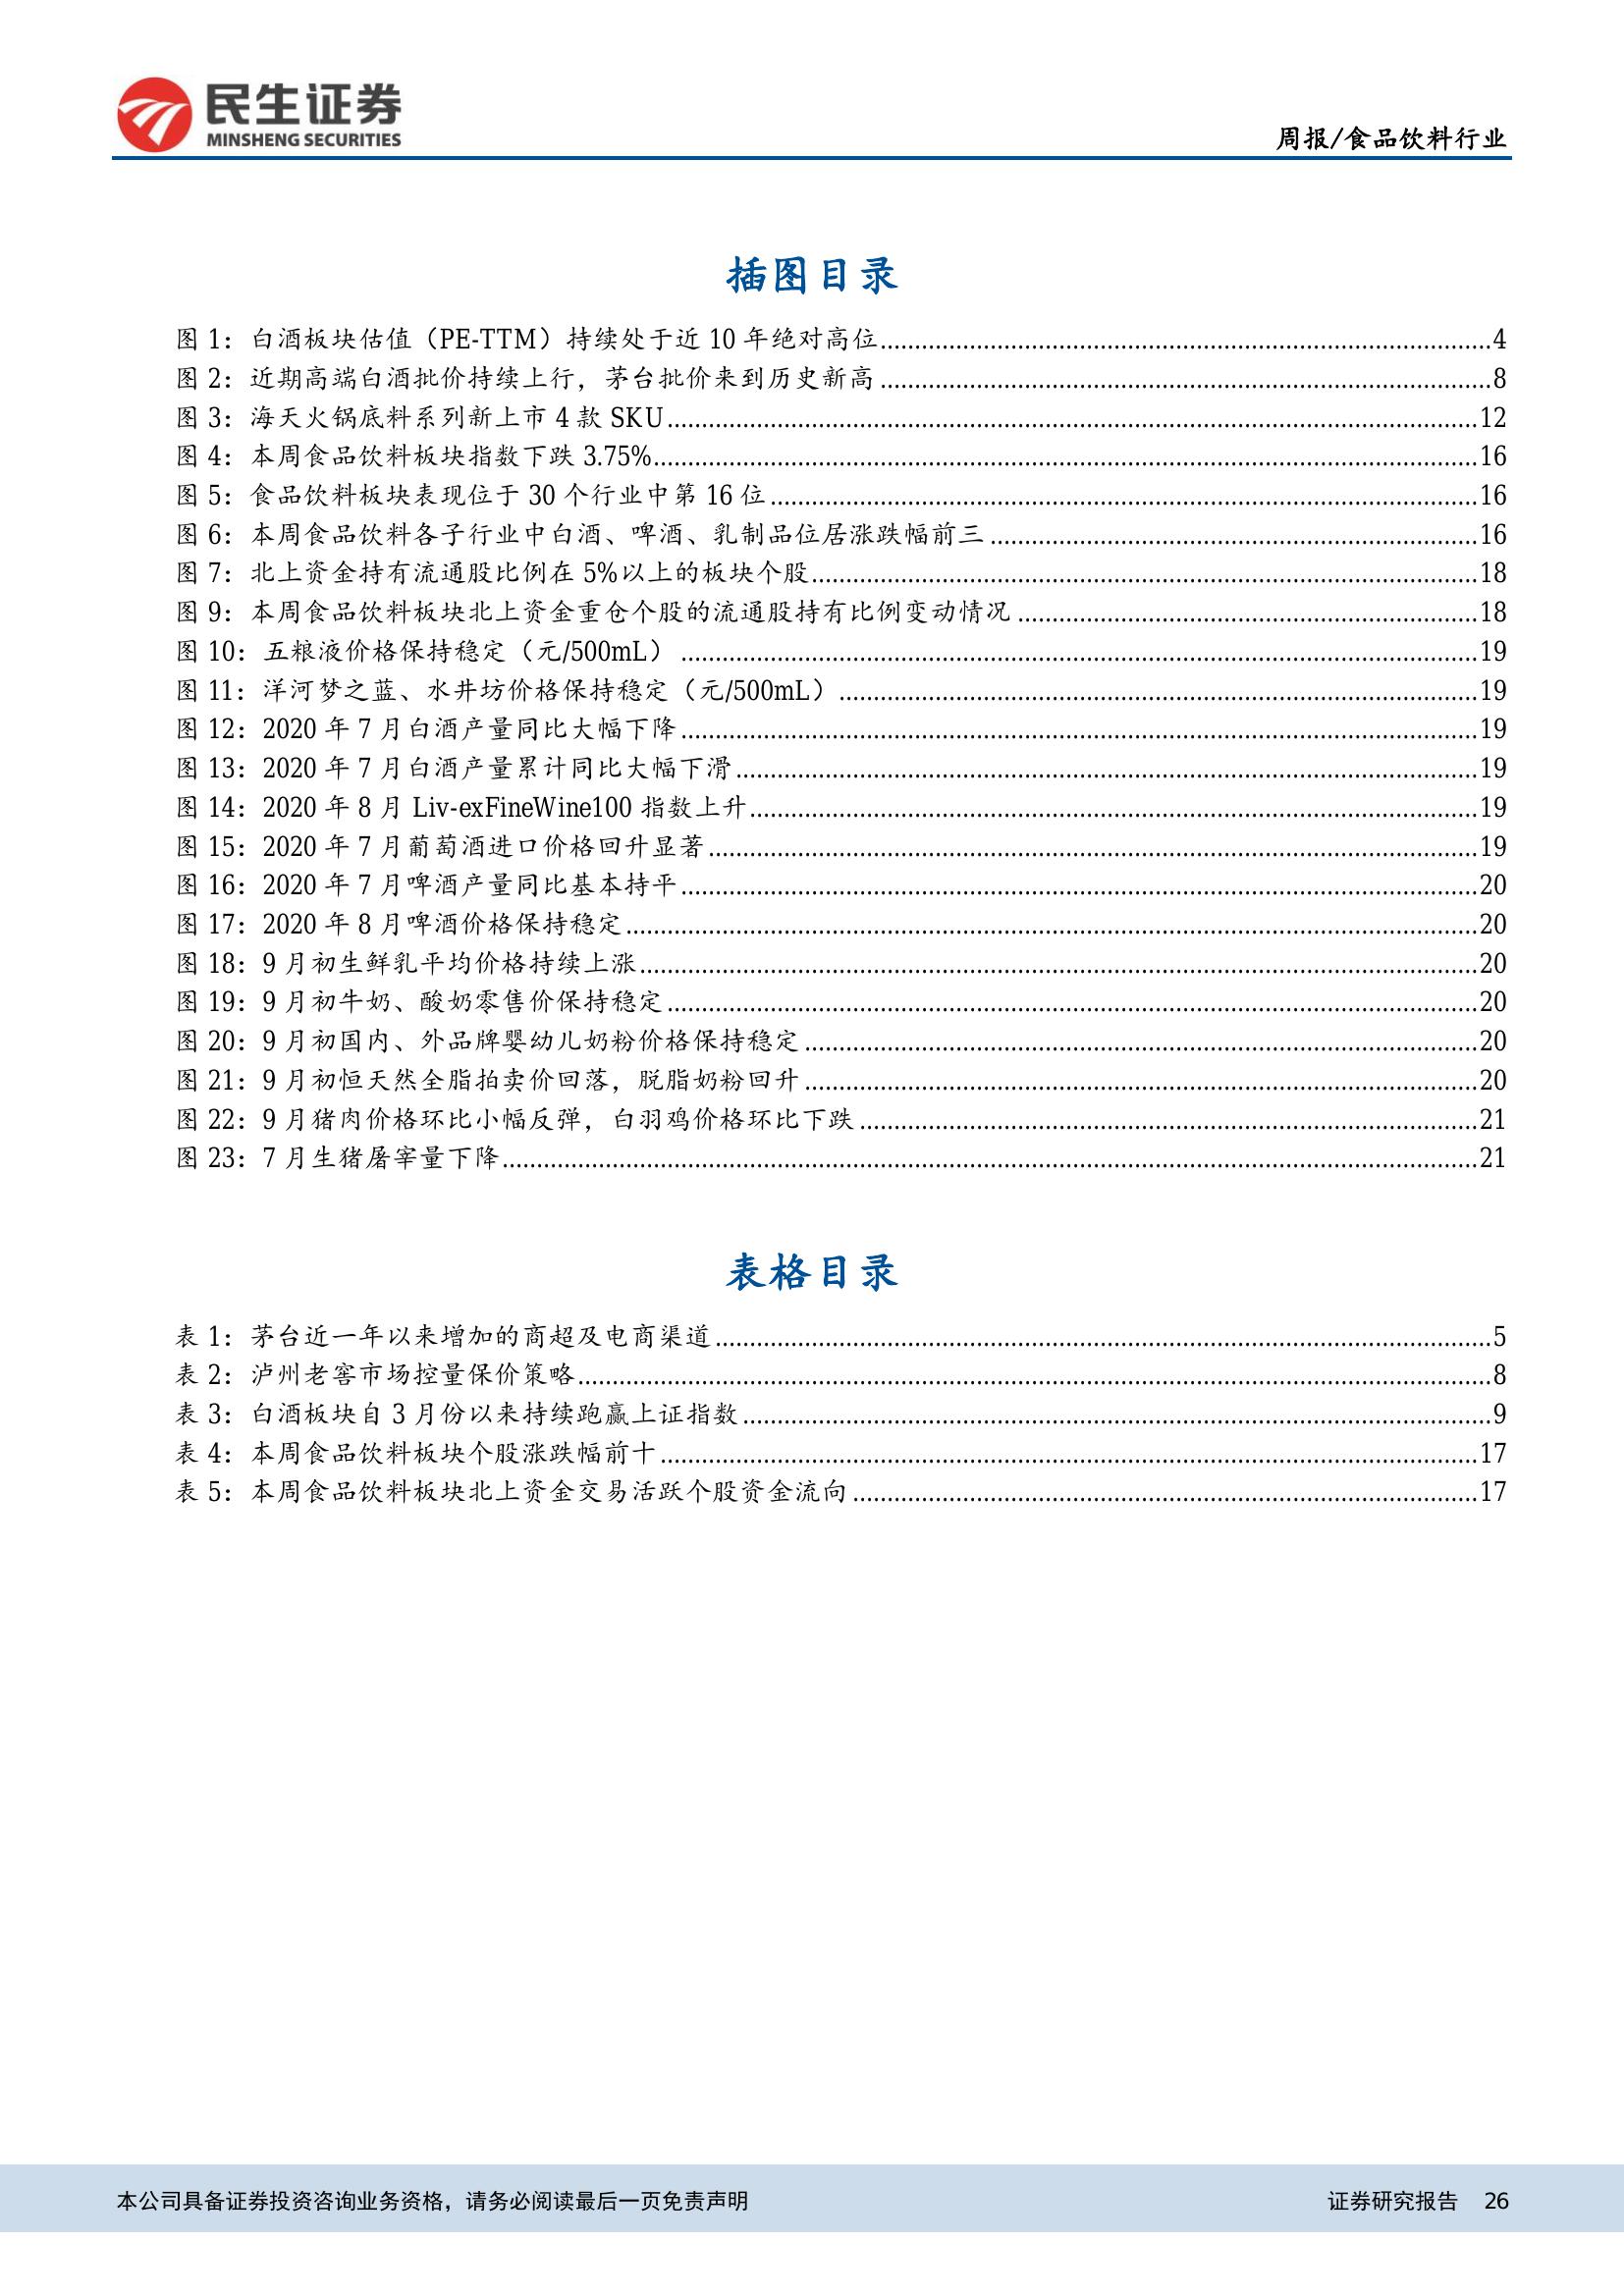 民生证券
MINSHENG SECURITIES
周报/食品饮料行业
插图目录
图 1：白酒板块估值（PE-TTM）持续处于近 10 年绝对高位....................4
图 2：近期高端白酒批价持续上行，茅台批价来到历史新高....................8
图 3：海天火锅底料系列新上市 4 款 SKU....................12
图 4：本周食品饮料板块指数下跌 3.75%....................16
图 5：食品饮料板块表现位于 30 个行业中第 16 位....................16
图 6：本周食品饮料各子行业中白酒、啤酒、乳制品位居涨跌幅前三....................16
图 7：北上资金持有流通股比例在 5%以上的板块个股....................18
图 9：本周食品饮料板块北上资金重仓个股的流通股持有比例变动情况....................18
图 10：五粮液价格保持稳定（元/500mL）....................19
图 11：洋河梦之蓝、水井坊价格保持稳定（元/500mL）....................19
图 12：2020 年 7 月白酒产量同比大幅下降....................19
图 13：2020 年 7 月白酒产量累计同比大幅下滑....................19
图 14：2020 年 8 月 Liv-exFineWine100 指数上升....................19
图 15：2020 年 7 月葡萄酒进口价格回升显著....................19
图 16：2020 年 7 月啤酒产量同比基本持平....................20
图 17：2020 年 8 月啤酒价格保持稳定....................20
图 18：9 月初生鲜乳平均价格持续上涨....................20
图 19：9 月初牛奶、酸奶零售价保持稳定....................20
图 20：9 月初国内、外品牌婴幼儿奶粉价格保持稳定....................20
图 21：9 月初恒天然全脂拍卖价回落，脱脂奶粉回升....................20
图 22：9 月猪肉价格环比小幅反弹，白羽鸡价格环比下跌....................21
图 23：7 月生猪屠宰量下降....................21
表格目录
表 1：茅台近一年以来增加的商超及电商渠道....................5
表 2：泸州老窖市场控量保价策略....................8
表 3：白酒板块自 3 月份以来持续跑赢上证指数....................9
表 4：本周食品饮料板块个股涨跌幅前十....................17
表 5：本周食品饮料板块北上资金交易活跃个股资金流向....................17
本公司具备证券投资咨询业务资格，请务必阅读最后一页免责声明
证券研究报告 26